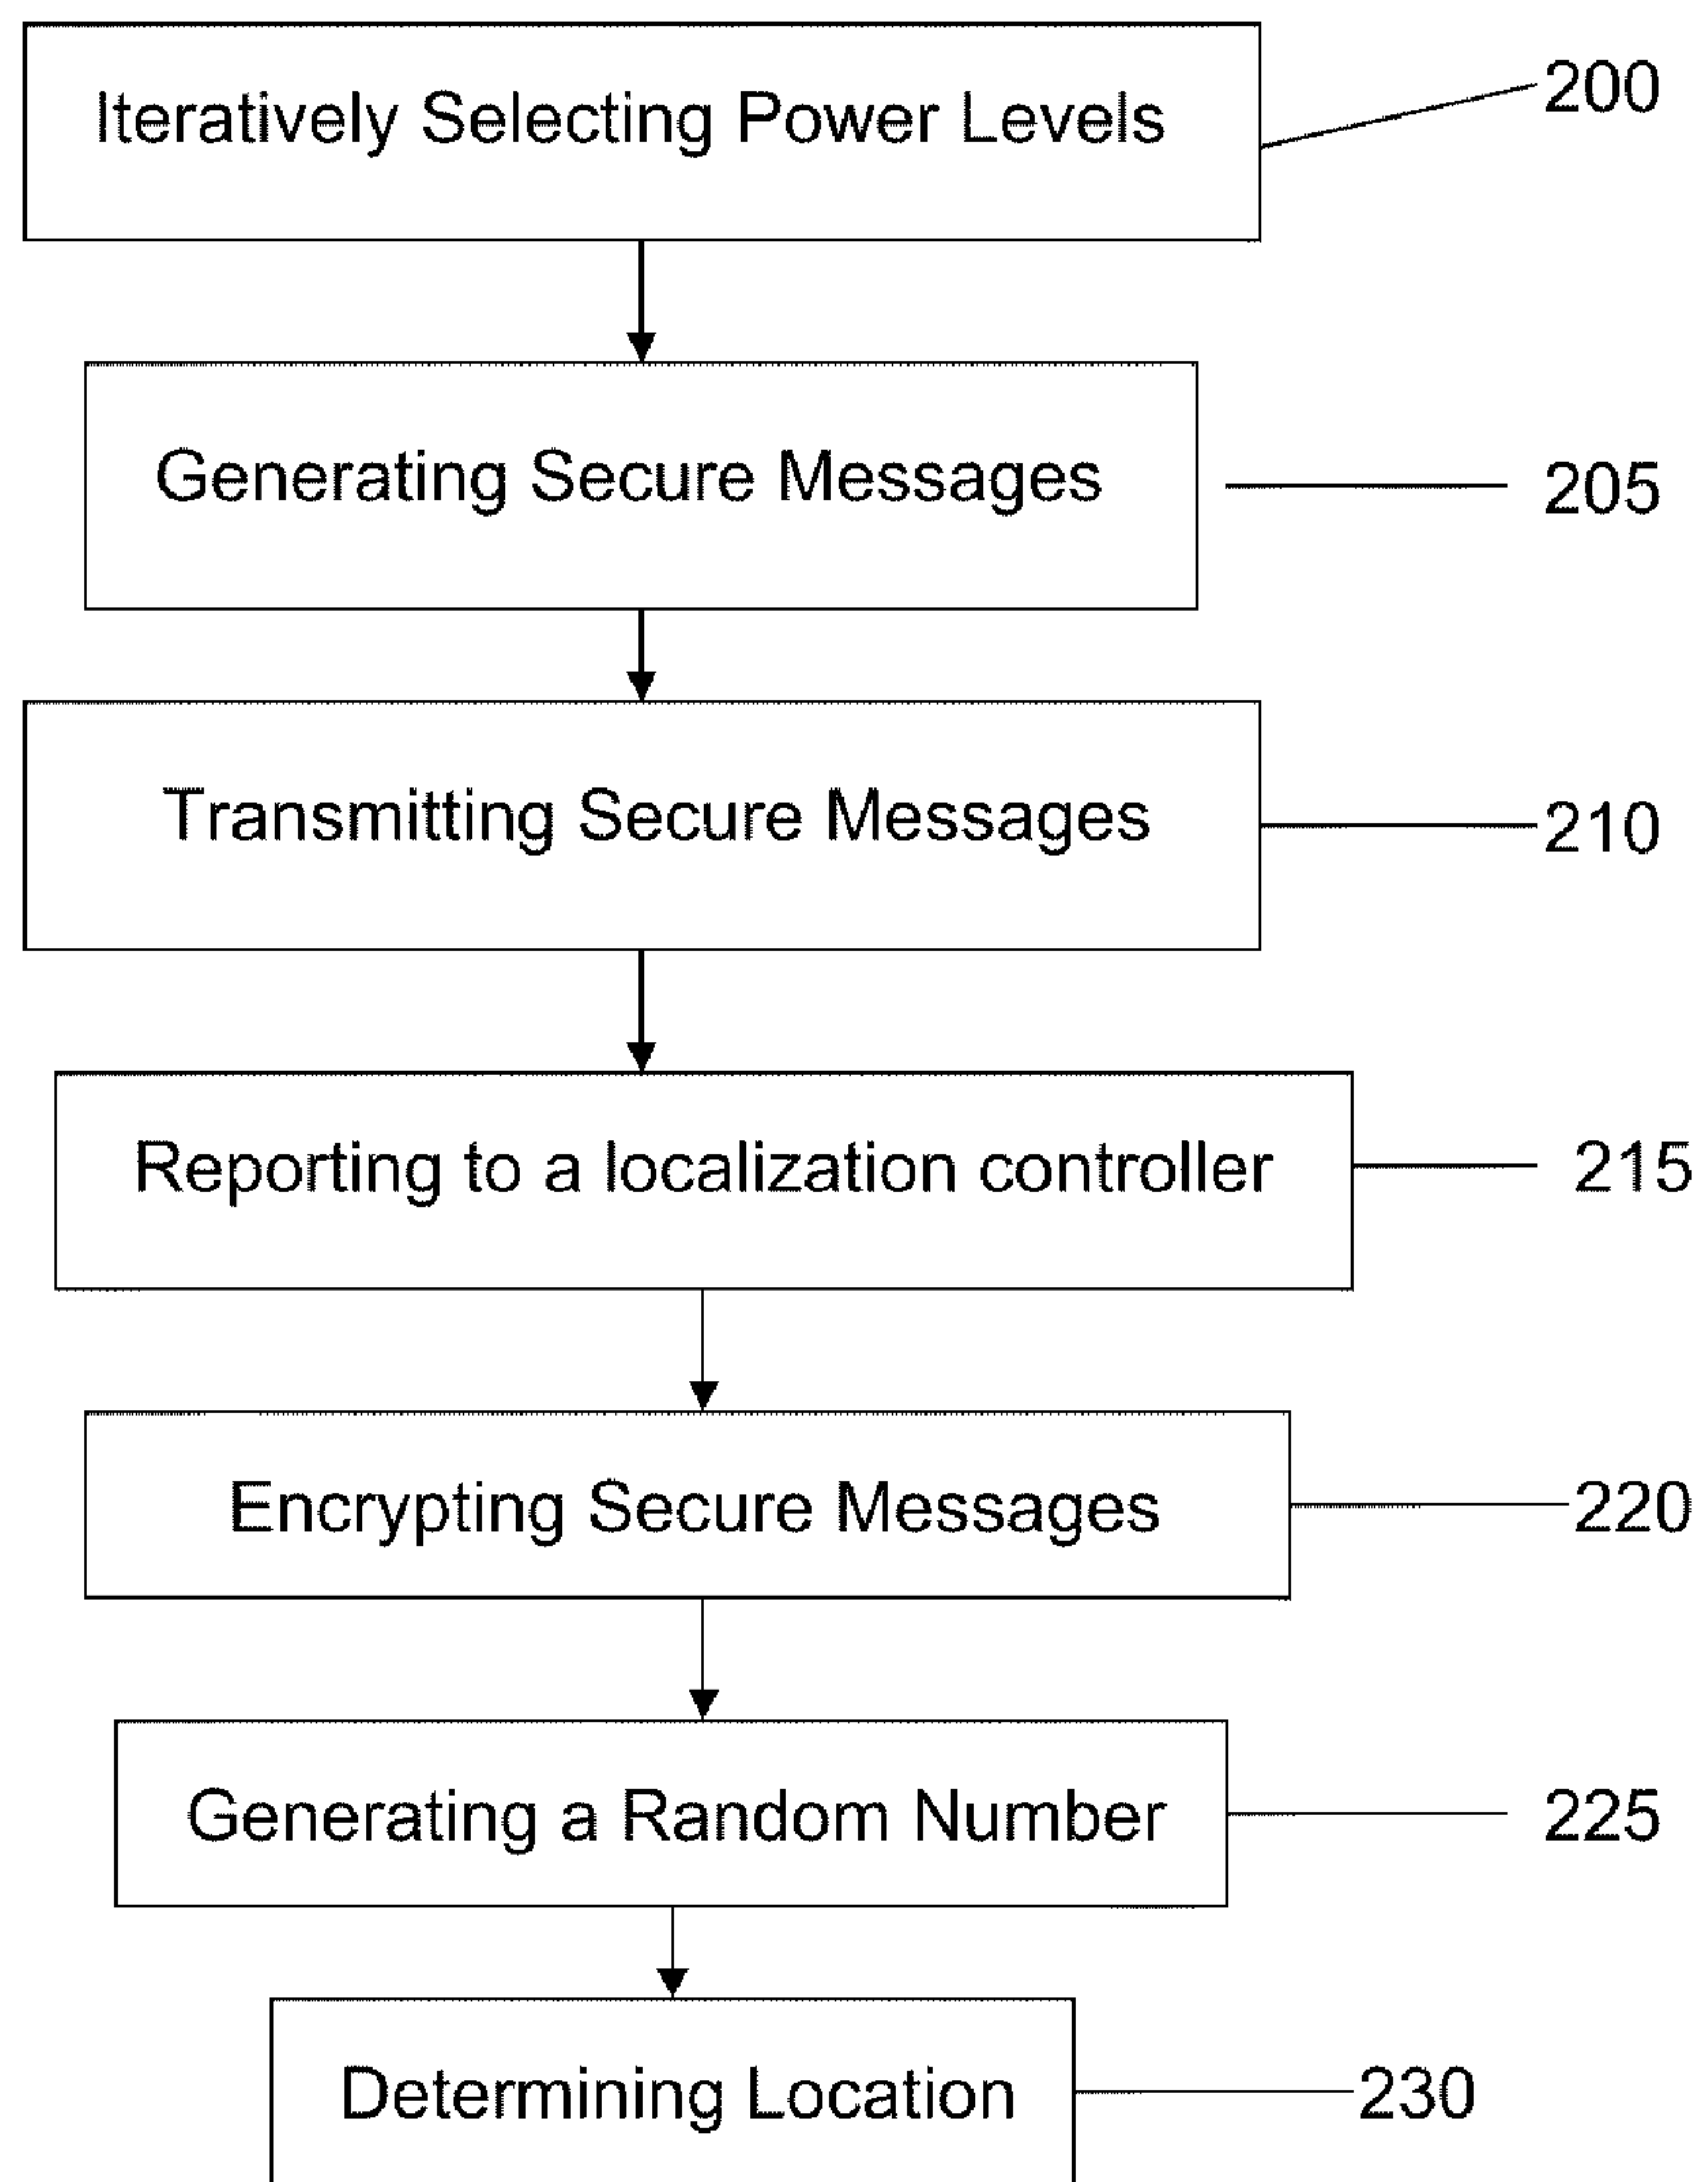 Iteratively Selecting Power Levels 200
Generating Secure Messages 205
Transmitting Secure Messages 210
Reporting to a localization controller 215
Encrypting Secure Messages 220
Generating a Random Number 225
Determining Location 230